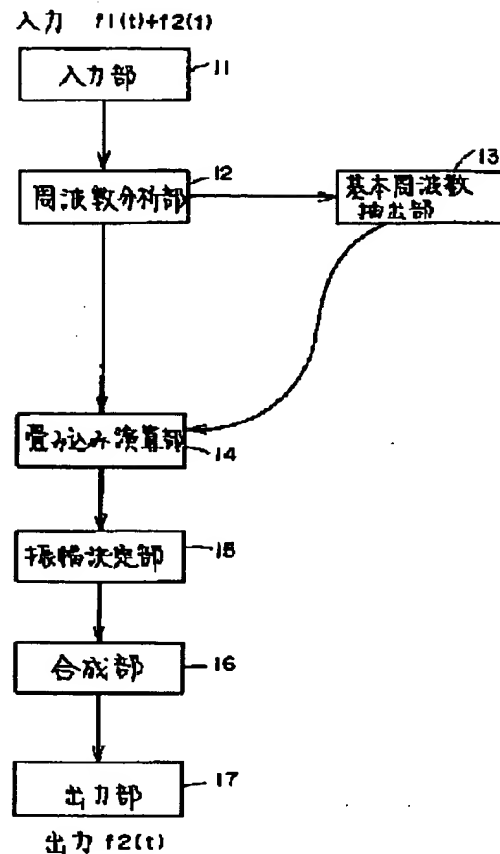 入力 f1(t)+f2(t)
入力部
11
周波数分析部
12
基本周波数
抽出部
13
畳み込み演算部
14
振幅決定部
15
合成部
16
出力部
17
出力 f2(t)